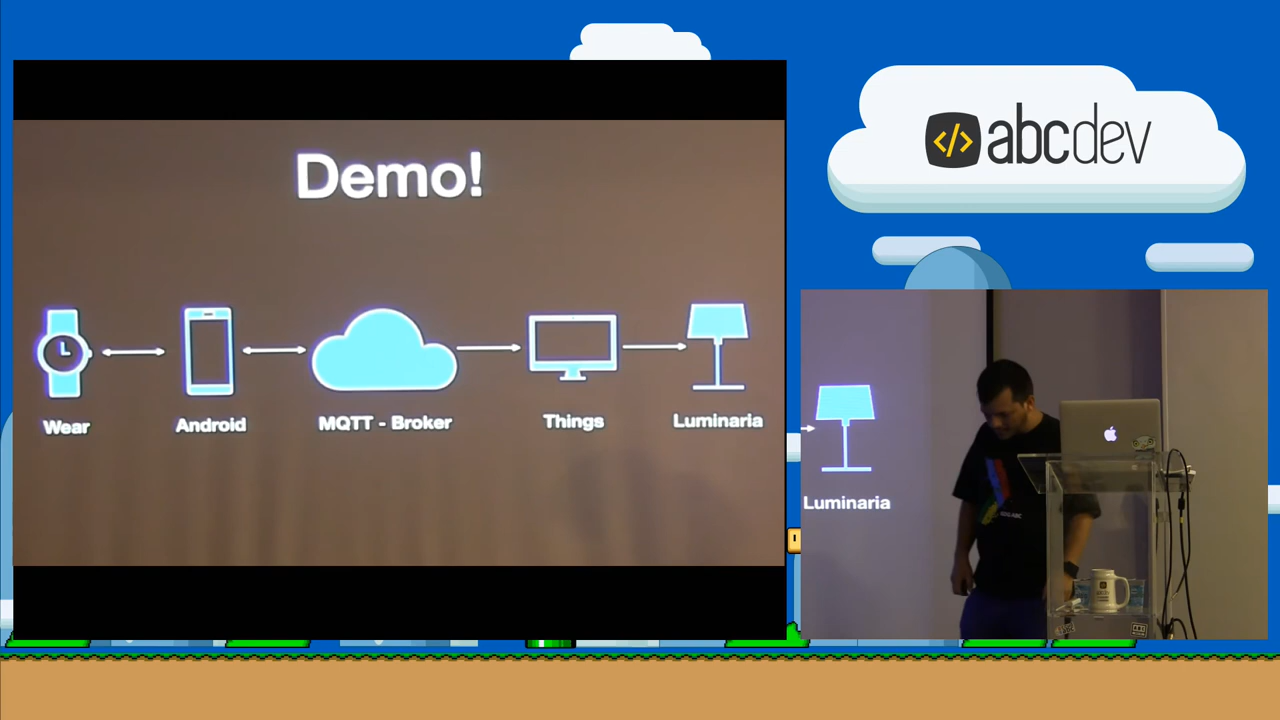 Demo!
Wear
Android
MQTT - Broker
Things
Luminaria
</> abcdev
Luminaria